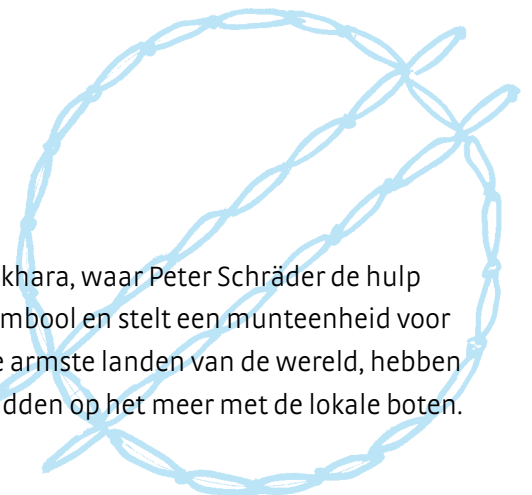 khara, waar Peter Schräder de hulp
mbool en stelt een munteenheid voor
e armste landen van de wereld, hebben
dden op het meer met de lokale boten.